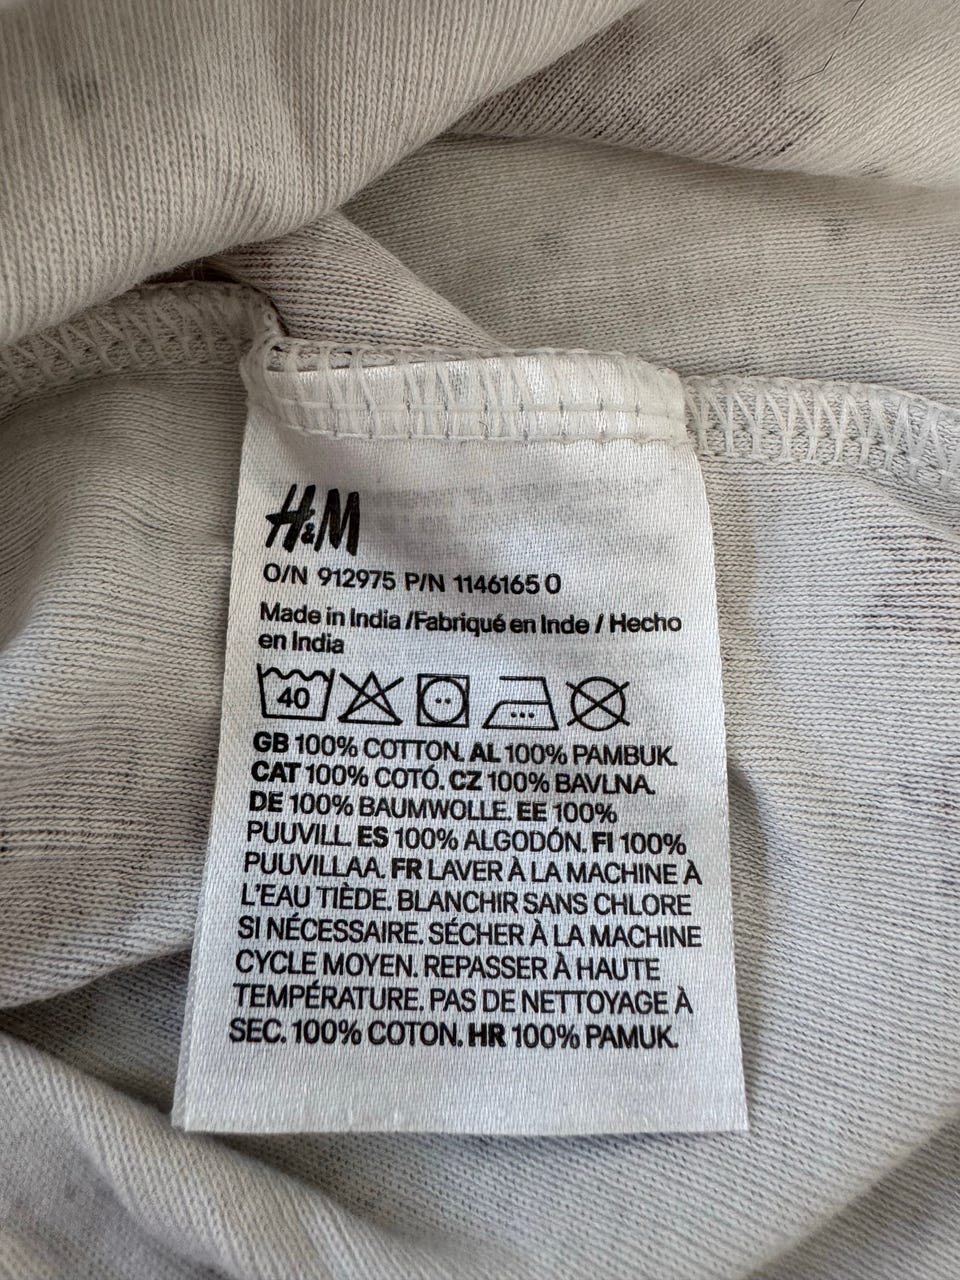 H&M
O/N 912975 P/N 1146165 0
Made in India /Fabriqué en Inde / Hecho
en India
40
GB 100% COTTON. AL 100% PAMBUK.
CAT 100% COTÓ. CZ 100% BAVLNA.
DE 100% BAUMWOLLE. EE 100%
PUUVILL. ES 100% ALGODÓN. FI 100%
PUUVILLAA. FR LAVER À LA MACHINE À
L'EAU TIÈDE. BLANCHIR SANS CHLORE
SI NÉCESSAIRE. SÉCHER À LA MACHINE
CYCLE MOYEN. REPASSER À HAUTE
TEMPÉRATURE. PAS DE NETTOYAGE À
SEC. 100% COTON. HR 100% PAMUK.